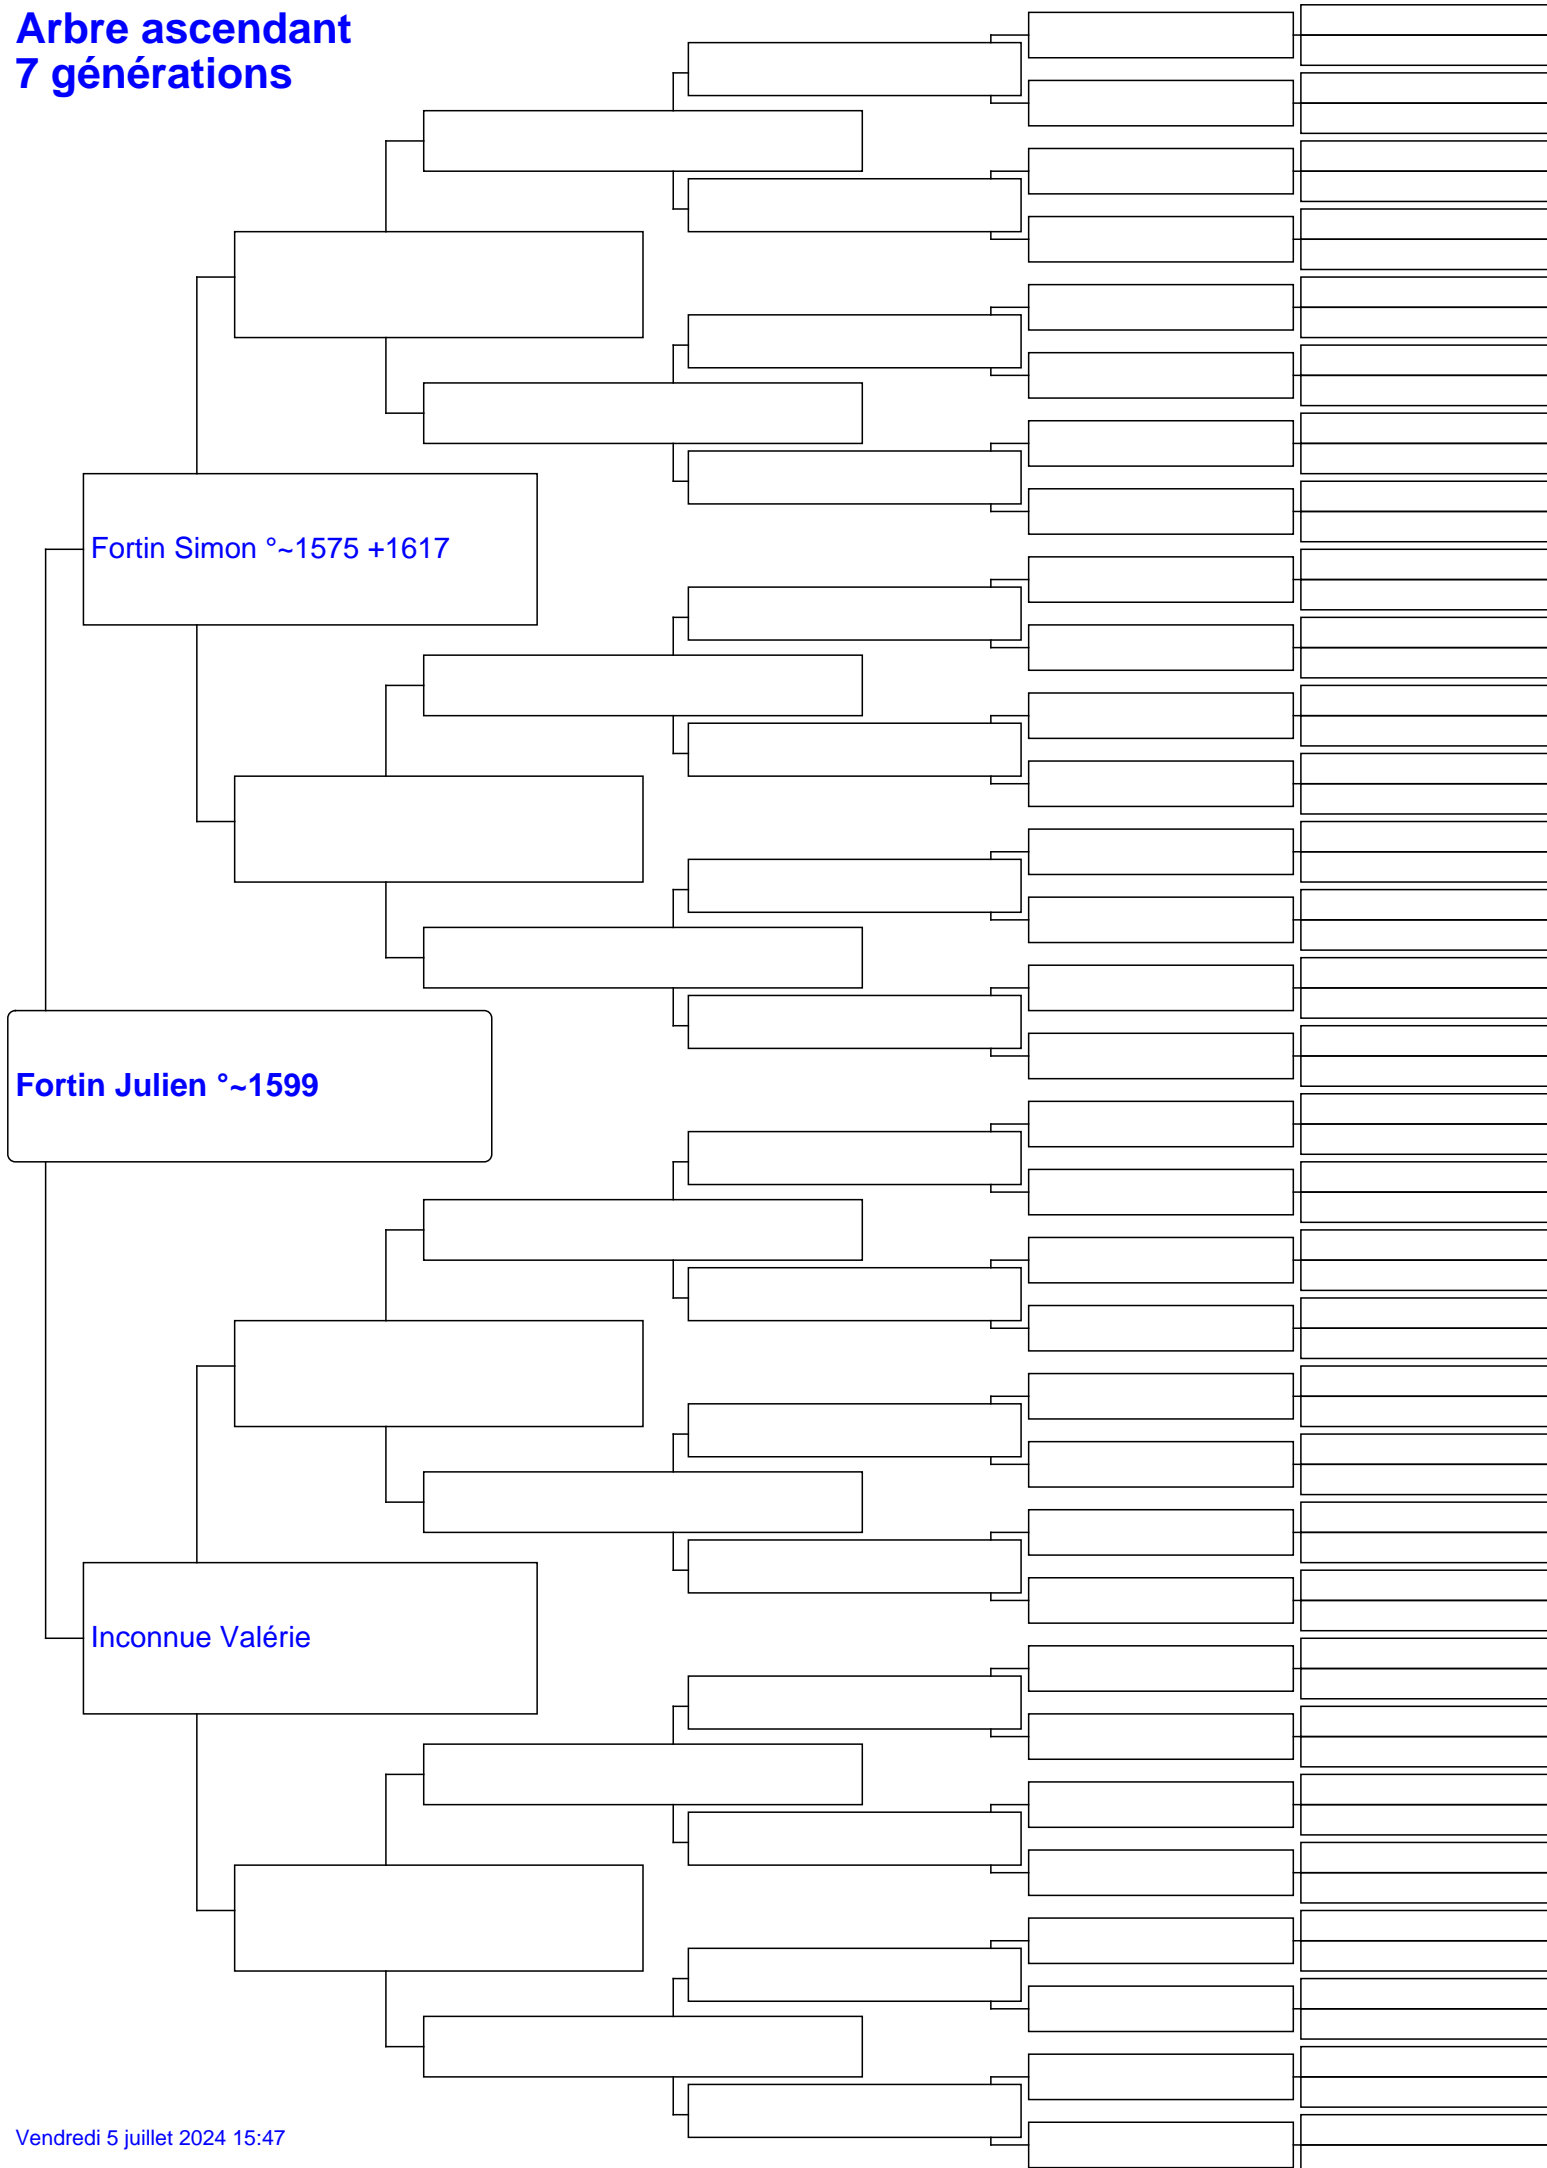 Arbre ascendant
7 générations
Fortin Simon °~1575 +1617
Fortin Julien °~1599
Inconnue Valérie
Vendredi 5 juillet 2024 15:47